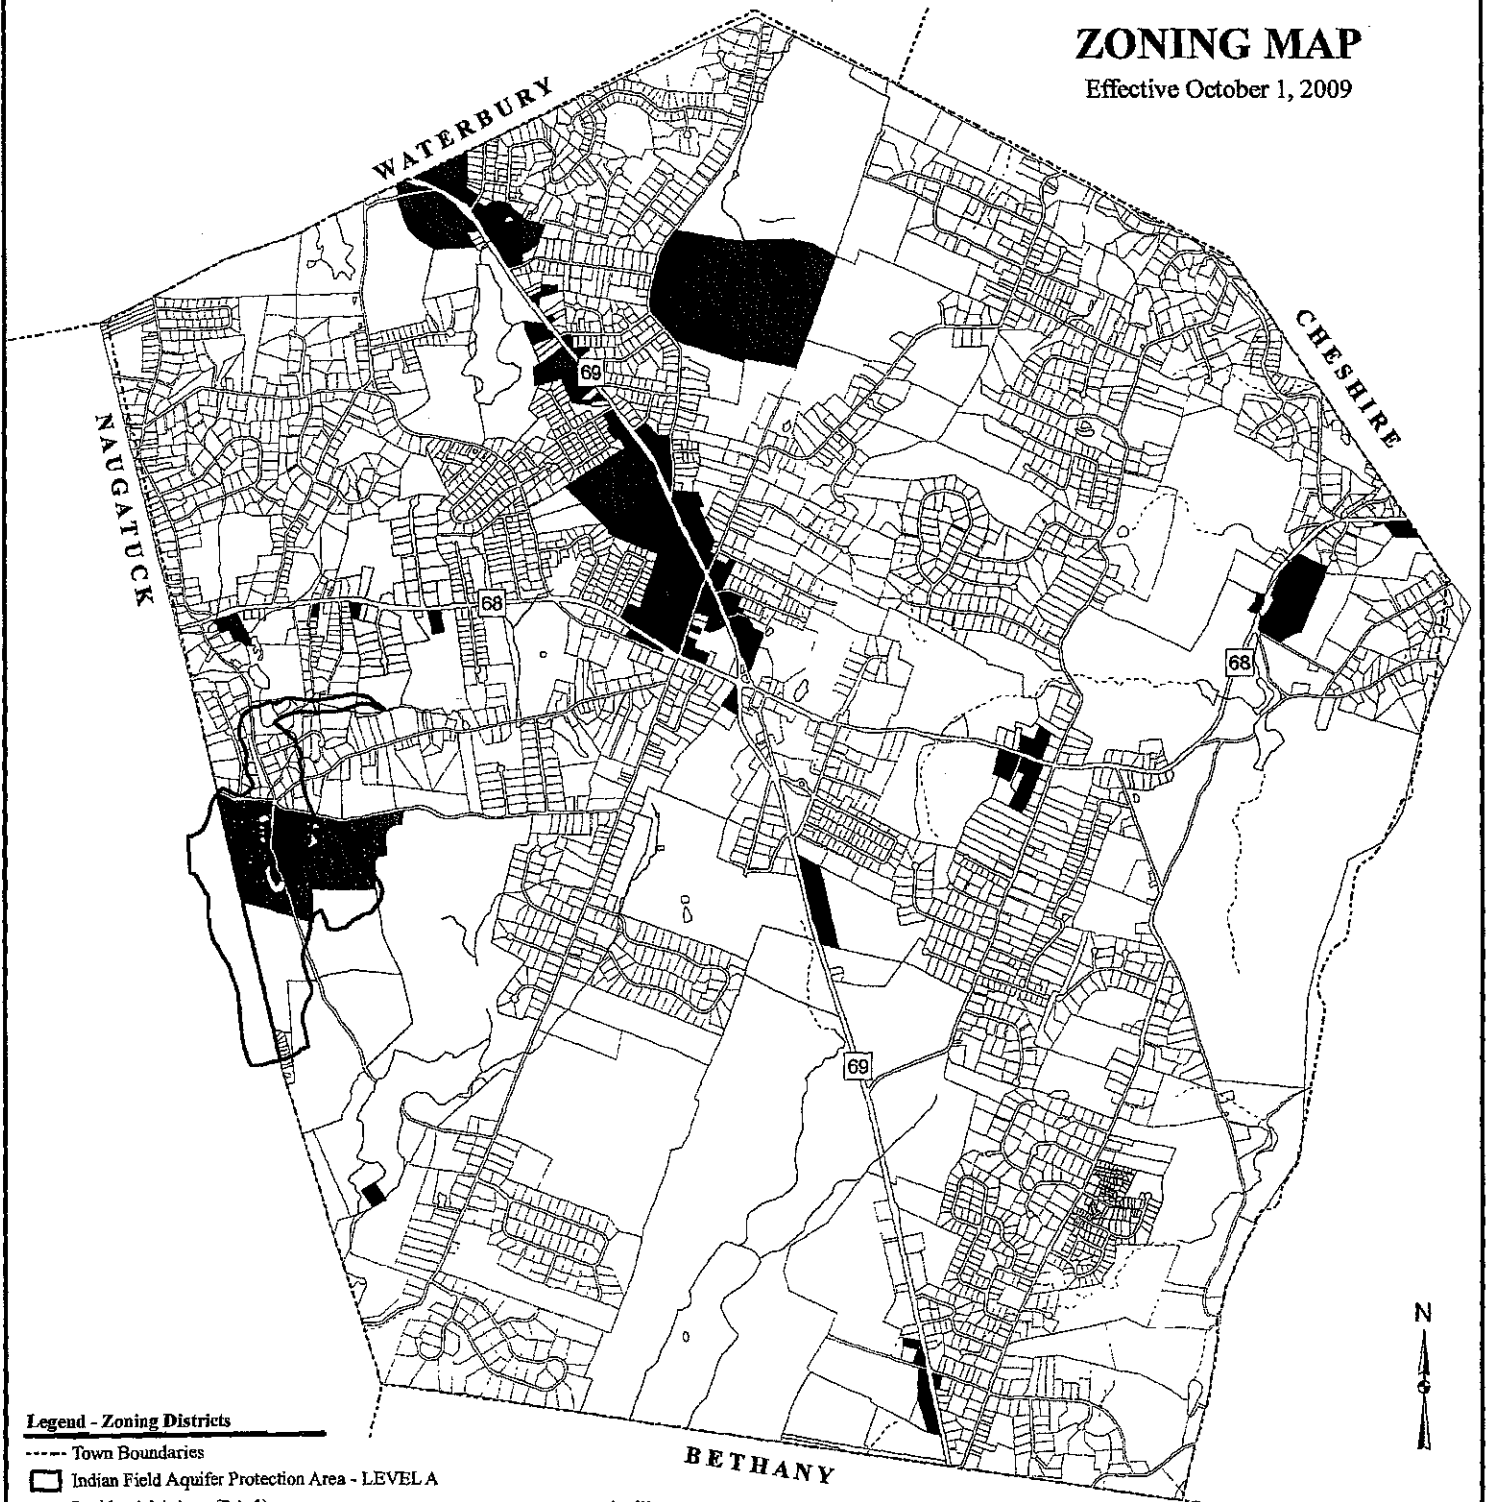 ZONING MAP
Effective October 1, 2009
WATERBURY
CHESHIRE
NAUGATUCK
69
68
68
69
BETHANY
N
Legend - Zoning Districts
Town Boundaries
Indian Field Aquifer Protection Area - LEVEL A